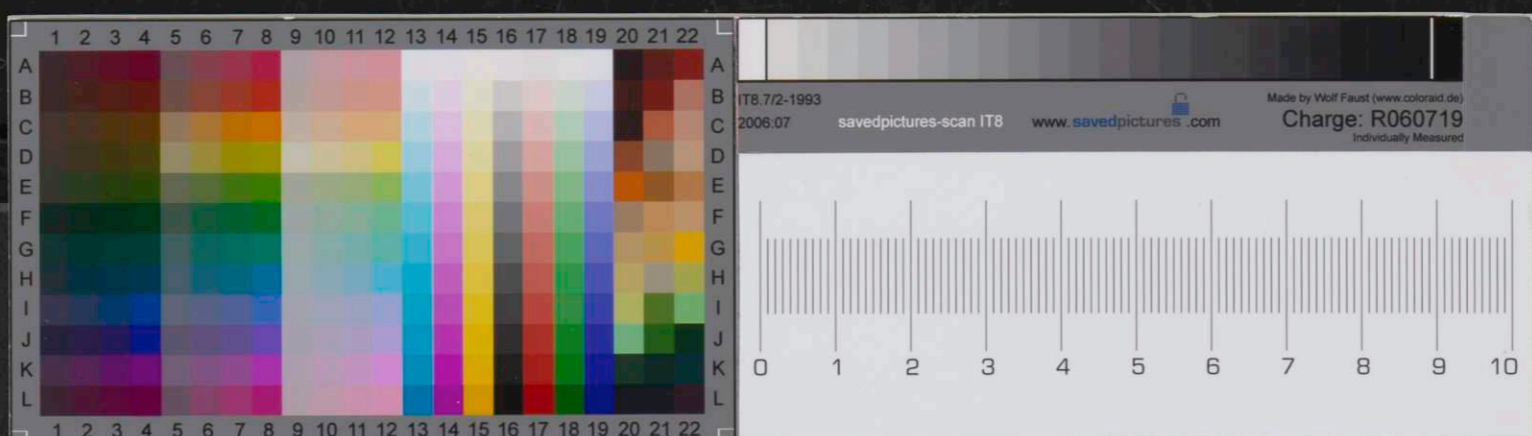 1 2 3 4 5 6 7 8 9 10 11 12 13 14 15 16 17 18 19 20 21 22
A A
B B
C C
D D
E E
F F
G G
H H
I I
J J
K K
L L
1 2 3 4 5 6 7 8 9 10 11 12 13 14 15 16 17 18 19 20 21 22
IT8.7/2-1993
2006:07
savedpictures-scan IT8
www.savedpictures.com
Made by Wolf Faust (www.coloraid.de)
Charge: R060719
Individually Measured
0 1 2 3 4 5 6 7 8 9 10